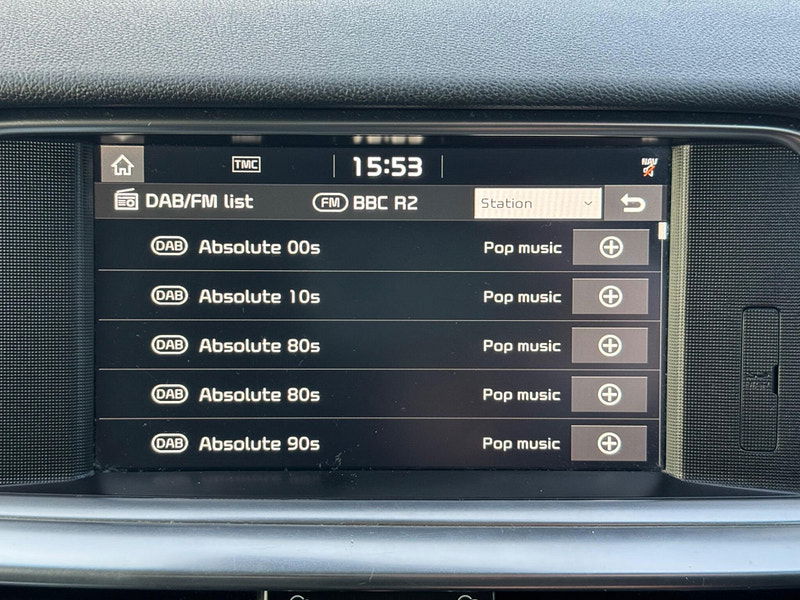 TMC 15:53 NAV
DAB/FM list FM BBC R2 Station
DAB Absolute 00s Pop music
DAB Absolute 10s Pop music
DAB Absolute 80s Pop music
DAB Absolute 80s Pop music
DAB Absolute 90s Pop music